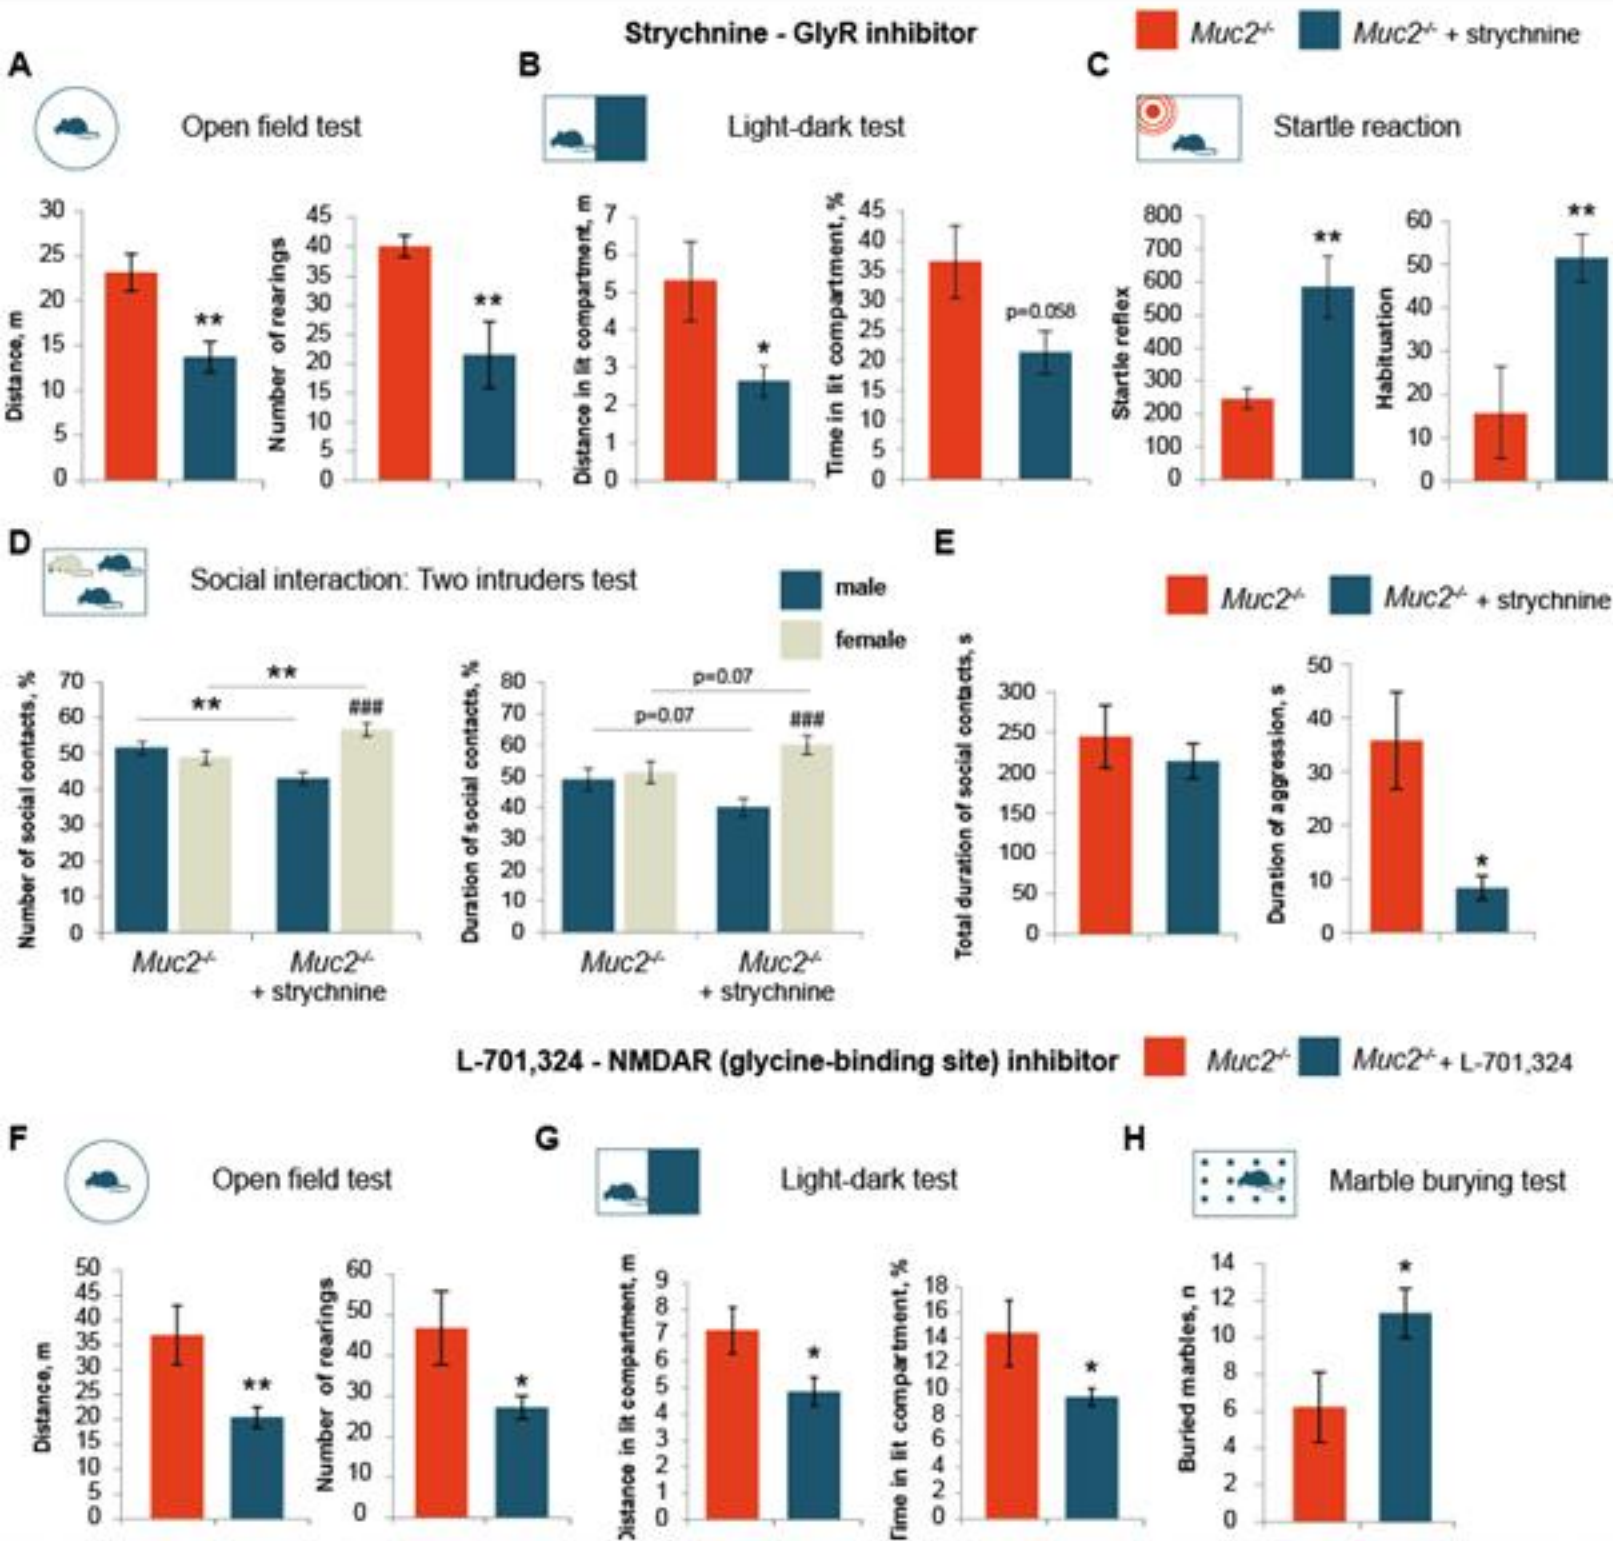 Strychnine - GlyR inhibitor
Muc2-/-
Muc2-/- + strychnine
A
Open field test
B
Light-dark test
C
Startle reaction
Distance, m
30
25
20
15
10
5
0
**
Number of rearings
45
40
35
30
25
20
15
10
5
0
**
Distance in lit compartment, m
7
6
5
4
3
2
1
0
*
Time in lit compartment, %
45
40
35
30
25
20
15
10
5
0
p=0.058
Startle reflex
800
700
600
500
400
300
200
100
0
**
Habituation
60
50
40
30
20
10
0
**
D
Social interaction: Two intruders test
male
female
Number of social contacts, %
70
60
50
40
30
20
10
0
**
**
###
Muc2-/-
Muc2-/-
+ strychnine
Duration of social contacts, %
80
70
60
50
40
30
20
10
0
p=0.07
p=0.07
###
Muc2-/-
Muc2-/-
+ strychnine
E
Muc2-/-
Muc2-/- + strychnine
Total duration of social contacts, s
300
250
200
150
100
50
0
Duration of aggression, s
50
40
30
20
10
0
*
L-701,324 - NMDAR (glycine-binding site) inhibitor
Muc2-/-
Muc2-/- + L-701,324
F
Open field test
G
Light-dark test
H
Marble burying test
Distance, m
50
45
40
35
30
25
20
15
10
5
0
**
Number of rearings
60
50
40
30
20
10
0
*
Distance in lit compartment, m
9
8
7
6
5
4
3
2
1
0
*
Time in lit compartment, %
18
16
14
12
10
8
6
4
2
0
*
Buried marbles, n
14
12
10
8
6
4
2
0
*